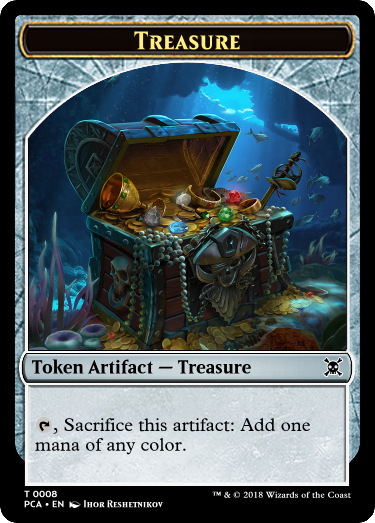 TREASURE
Token Artifact — Treasure
, Sacrifice this artifact: Add one
mana of any color.
T 0008
PCA • EN IHOR RESHETNIKOV
™ & © 2018 Wizards of the Coast